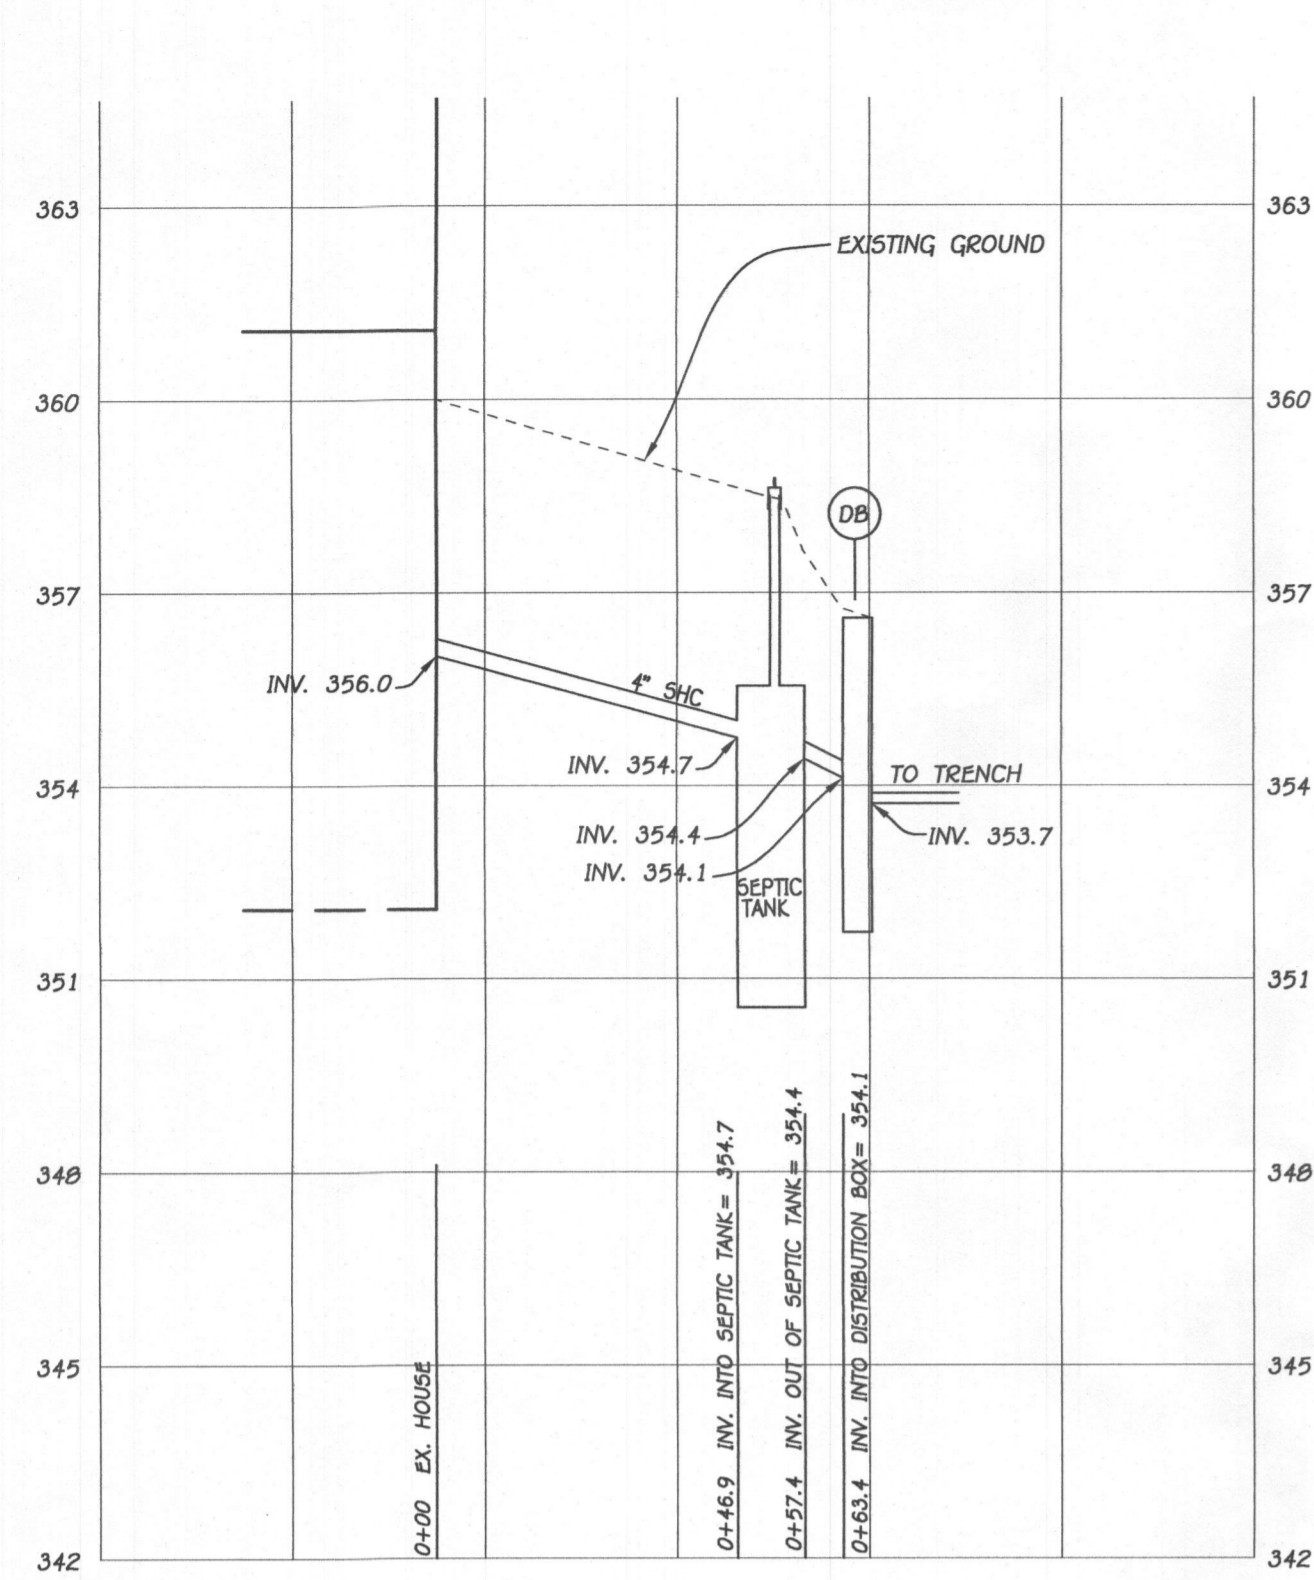 363
363
EXISTING GROUND
360
360
DB
357
357
4" SHC
INV. 356.0
INV. 354.7
TO TRENCH
354
354
INV. 354.4
INV. 353.7
INV. 354.1
SEPTIC
TANK
351
351
348
348
345
345
342
342
0+00 EX. HOUSE
0+46.9 INV. INTO SEPTIC TANK= 354.7
0+57.4 INV. OUT OF SEPTIC TANK= 354.4
0+63.4 INV. INTO DISTRIBUTION BOX= 354.1